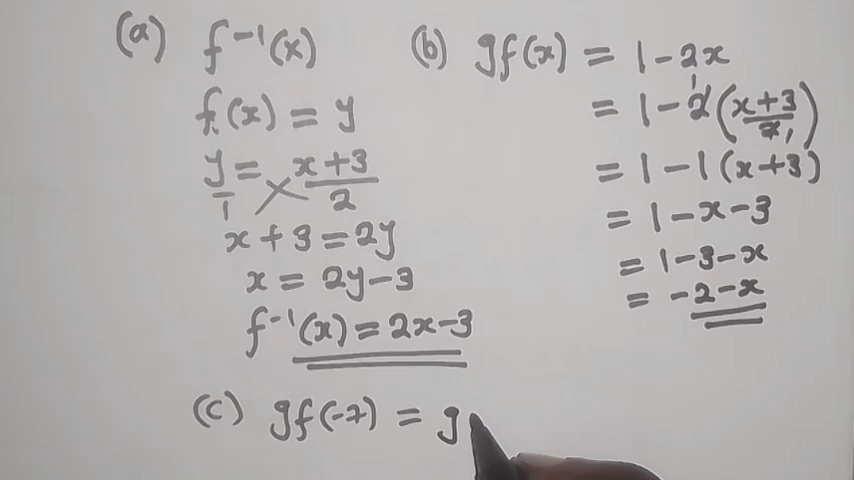 (a) f⁻¹(x)
f(x) = y
y/1 = (x+3)/2
x + 3 = 2y
x = 2y - 3
f⁻¹(x) = 2x-3
(b) gf(x) = 1 - 2x
= 1 - 2((x+3)/2)
= 1 - 1(x+3)
= 1 - x - 3
= 1 - 3 - x
= -2 - x
(c) gf(-7) = g